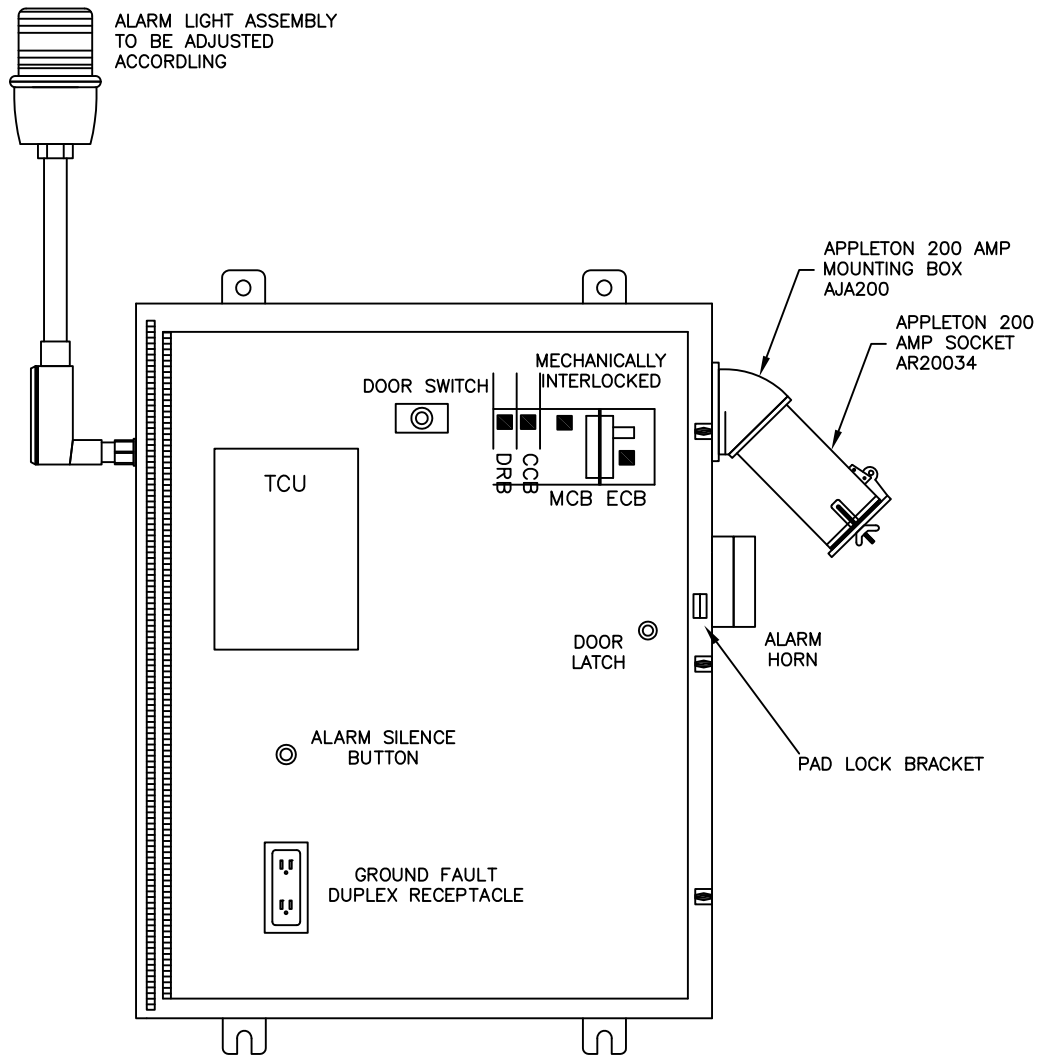 ALARM LIGHT ASSEMBLY
TO BE ADJUSTED
ACCORDLING
APPLETON 200 AMP
MOUNTING BOX
AJA200
APPLETON 200
AMP SOCKET
AR20034
MECHANICALLY
INTERLOCKED
DOOR SWITCH
DRB
CCB
MCB ECB
TCU
DOOR
LATCH
ALARM
HORN
ALARM SILENCE
BUTTON
PAD LOCK BRACKET
GROUND FAULT
DUPLEX RECEPTACLE